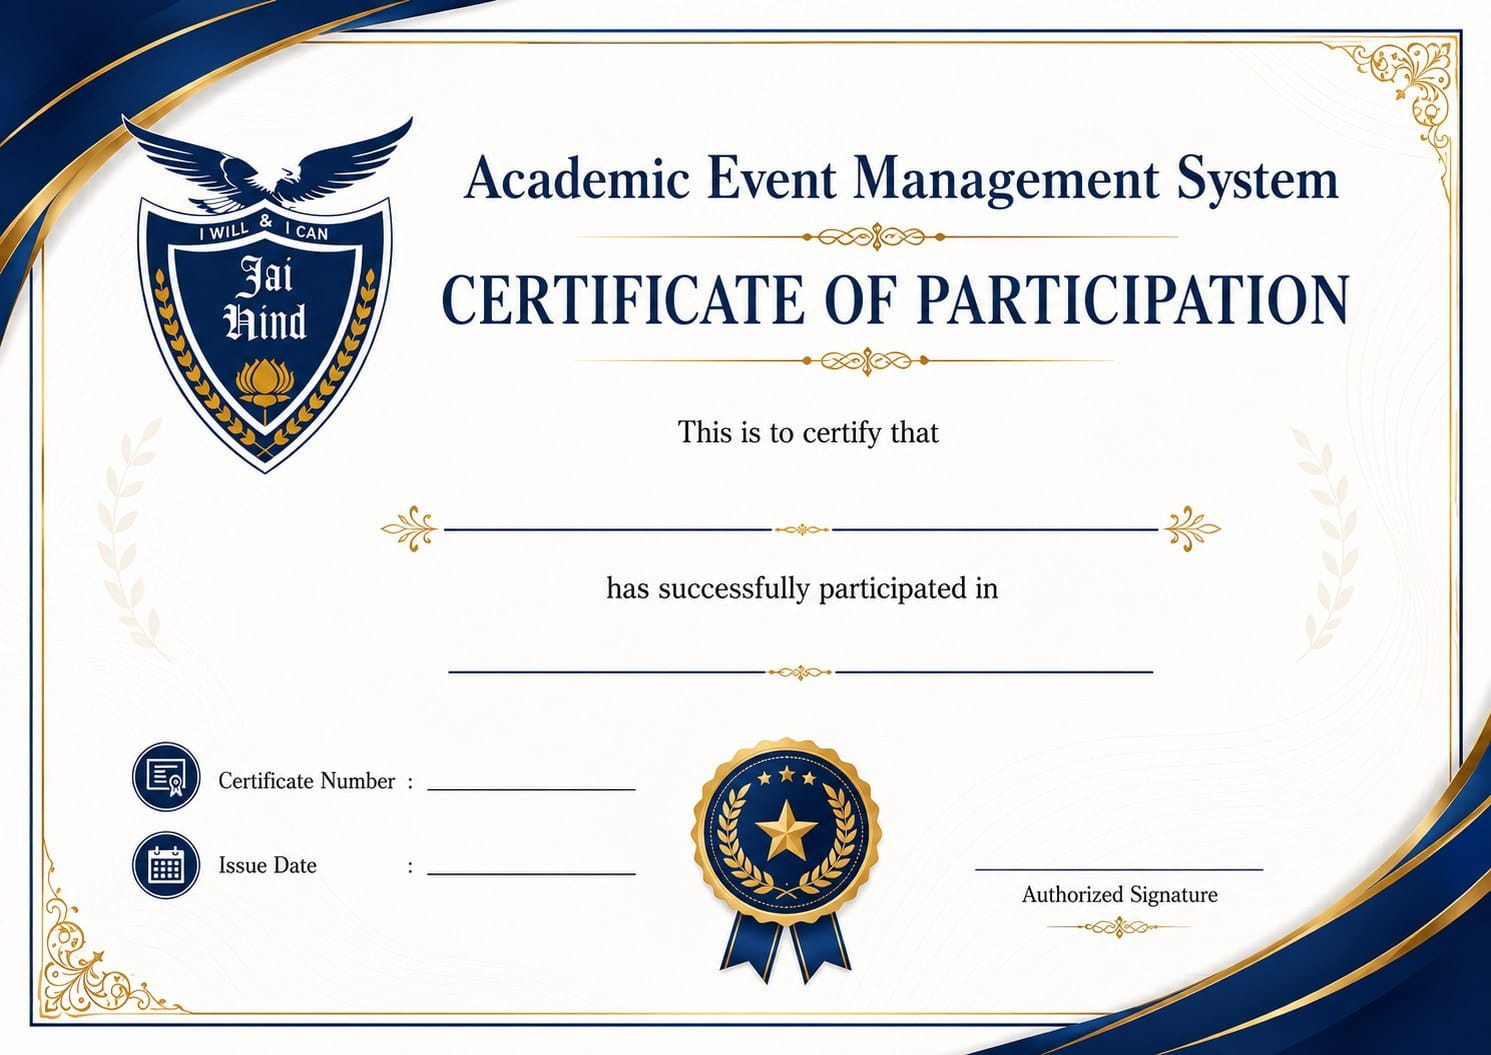 I WILL & I CAN
Jai
Hind
Academic Event Management System
CERTIFICATE OF PARTICIPATION
This is to certify that
has successfully participated in
Certificate Number :
Issue Date :
Authorized Signature